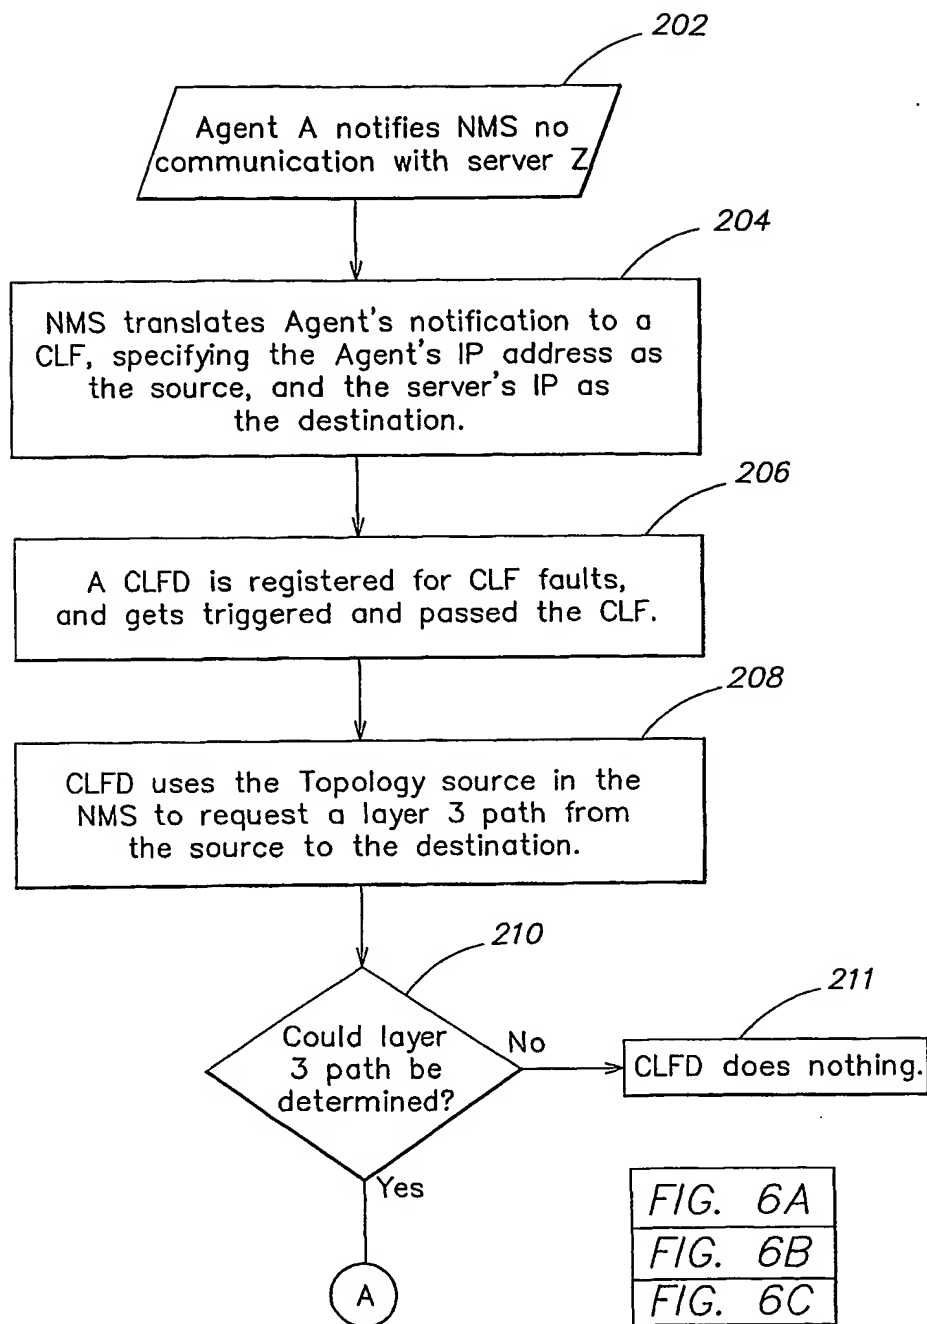 202
Agent A notifies NMS no
communication with server Z
204
NMS translates Agent's notification to a
CLF, specifying the Agent's IP address as
the source, and the server's IP as
the destination.
206
A CLFD is registered for CLF faults,
and gets triggered and passed the CLF.
208
CLFD uses the Topology source in the
NMS to request a layer 3 path from
the source to the destination.
210
Could layer
3 path be
determined?
No
211
CLFD does nothing.
Yes
A
FIG. 6A
FIG. 6B
FIG. 6C